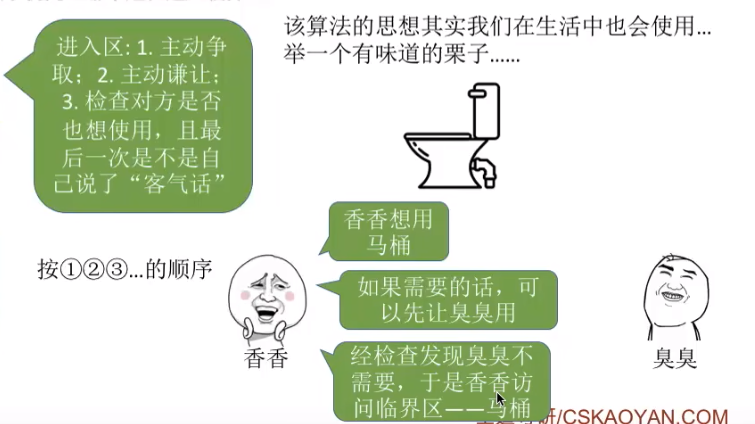 该算法的思想其实我们在生活中也会使用...
举一个有味道的栗子......
进入区: 1. 主动争
取；2. 主动谦让；
3. 检查对方是否
也想使用，且最
后一次是不是自
己说了“客气话”
香香想用
马桶
按①②③...的顺序
如果需要的话，可
以先让臭臭用
经检查发现臭臭不
需要，于是香香访
问临界区——马桶
香香
臭臭
研/CSKAOYAN.COM